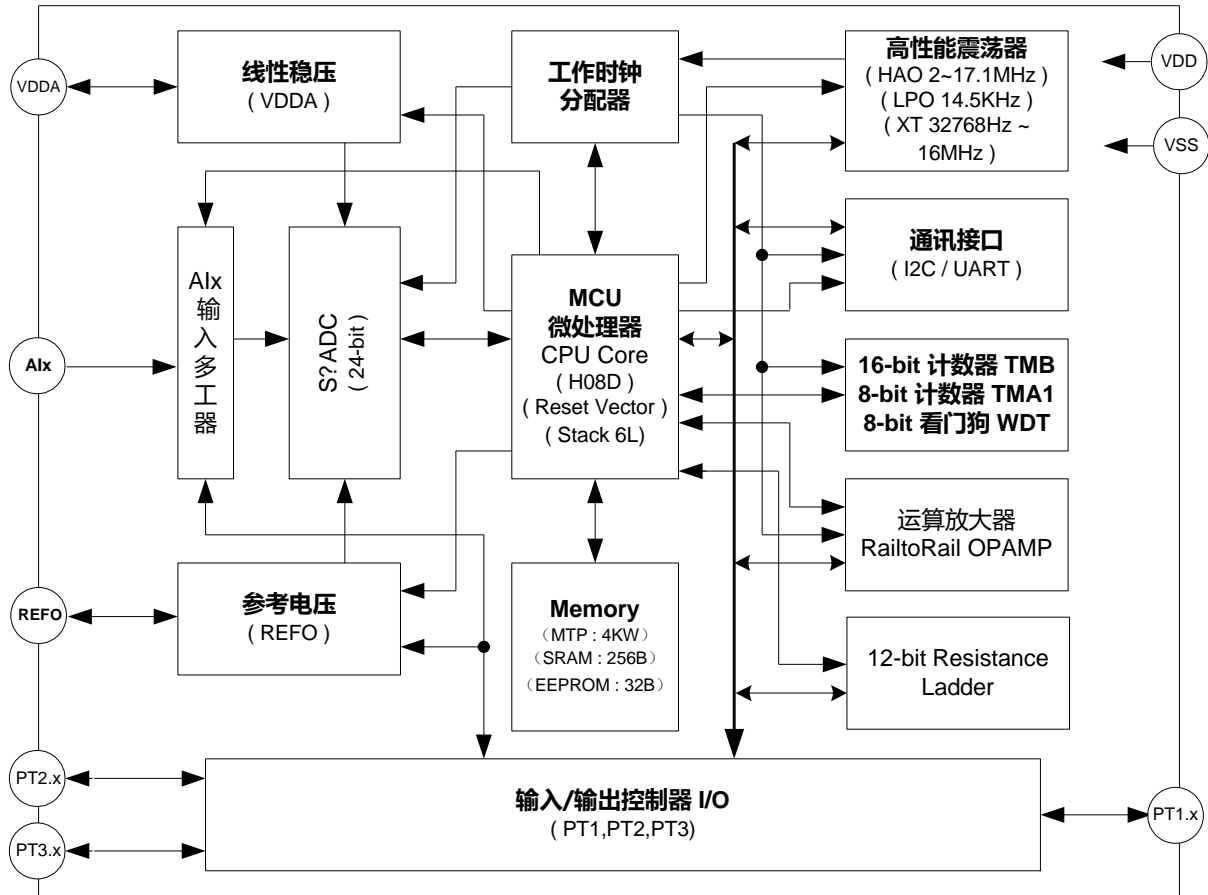 VDDA
线性稳压
( VDDA )
工作时钟
分配器
高性能震荡器
( HAO 2~17.1MHz )
( LPO 14.5KHz )
( XT 32768Hz ~
16MHz )
VDD
VSS
AIx
AIx
输
入
多
工
器
S?ADC
(24-bit )
MCU
微处理器
CPU Core
( H08D )
( Reset Vector )
( Stack 6L)
通讯接口
( I2C / UART )
16-bit 计数器 TMB
8-bit 计数器 TMA1
8-bit 看门狗 WDT
运算放大器
RailtoRail OPAMP
REFO
参考电压
( REFO )
Memory
（MTP : 4KW）
（SRAM : 256B）
（EEPROM : 32B）
12-bit Resistance
Ladder
PT2.x
PT3.x
输入/输出控制器 I/O
( PT1,PT2,PT3)
PT1.x